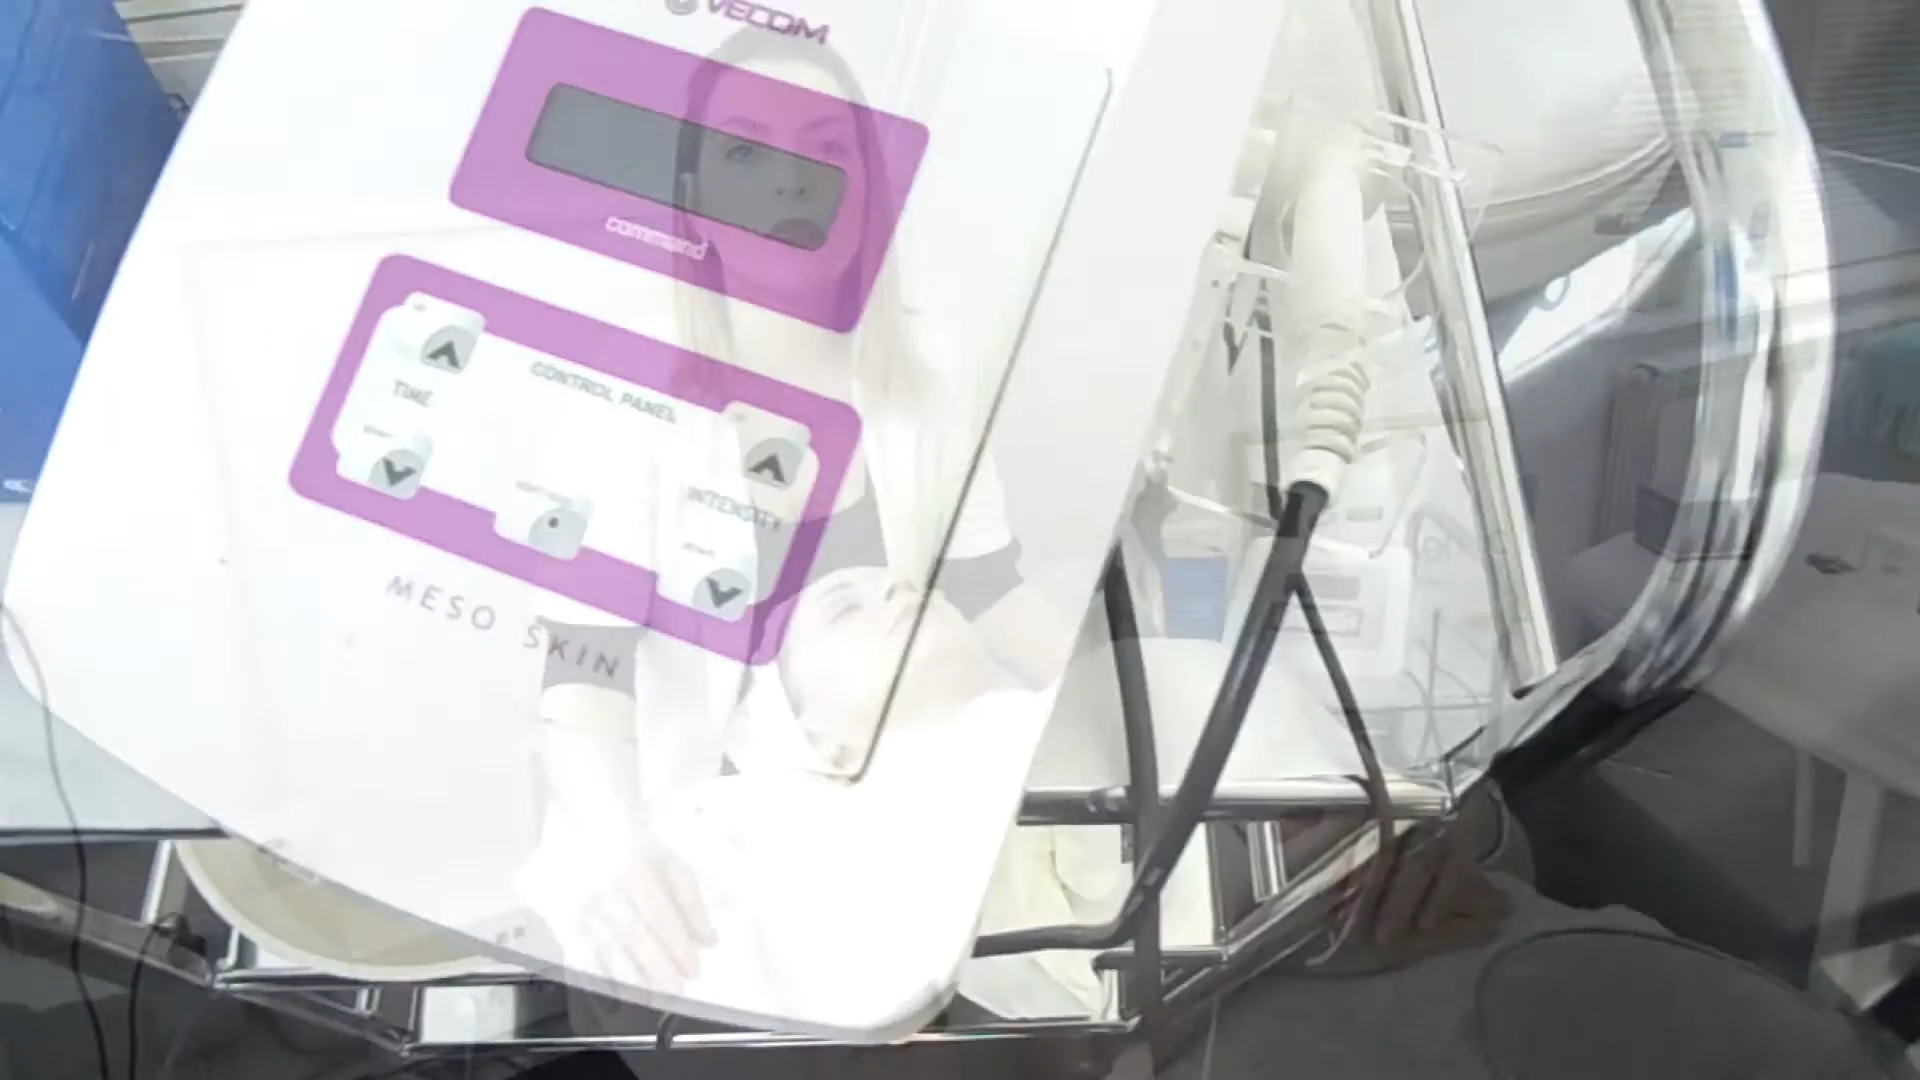 VECOM
command
CONTROL PANEL
TIME
INTENSITY
MESO SKIN